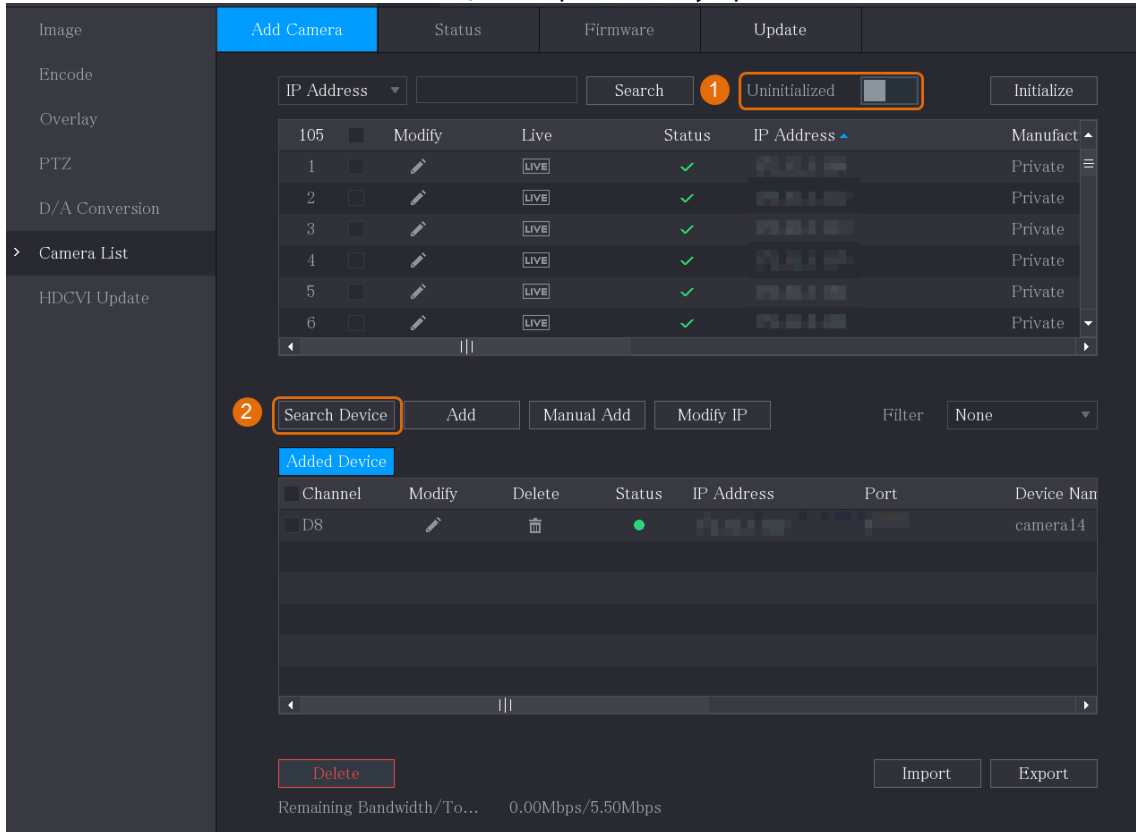 Image
Encode
Overlay
PTZ
D/A Conversion
> Camera List
HDCVI Update
Add Camera Status Firmware Update
IP Address Search 1 Uninitialized Initialize
105 Modify Live Status IP Address Manufact
1 LIVE Private
2 LIVE Private
3 LIVE Private
4 LIVE Private
5 LIVE Private
6 LIVE Private
2 Search Device Add Manual Add Modify IP Filter None
Added Device
Channel Modify Delete Status IP Address Port Device Nam
D8 camera14
Delete Import Export
Remaining Bandwidth/To... 0.00Mbps/5.50Mbps